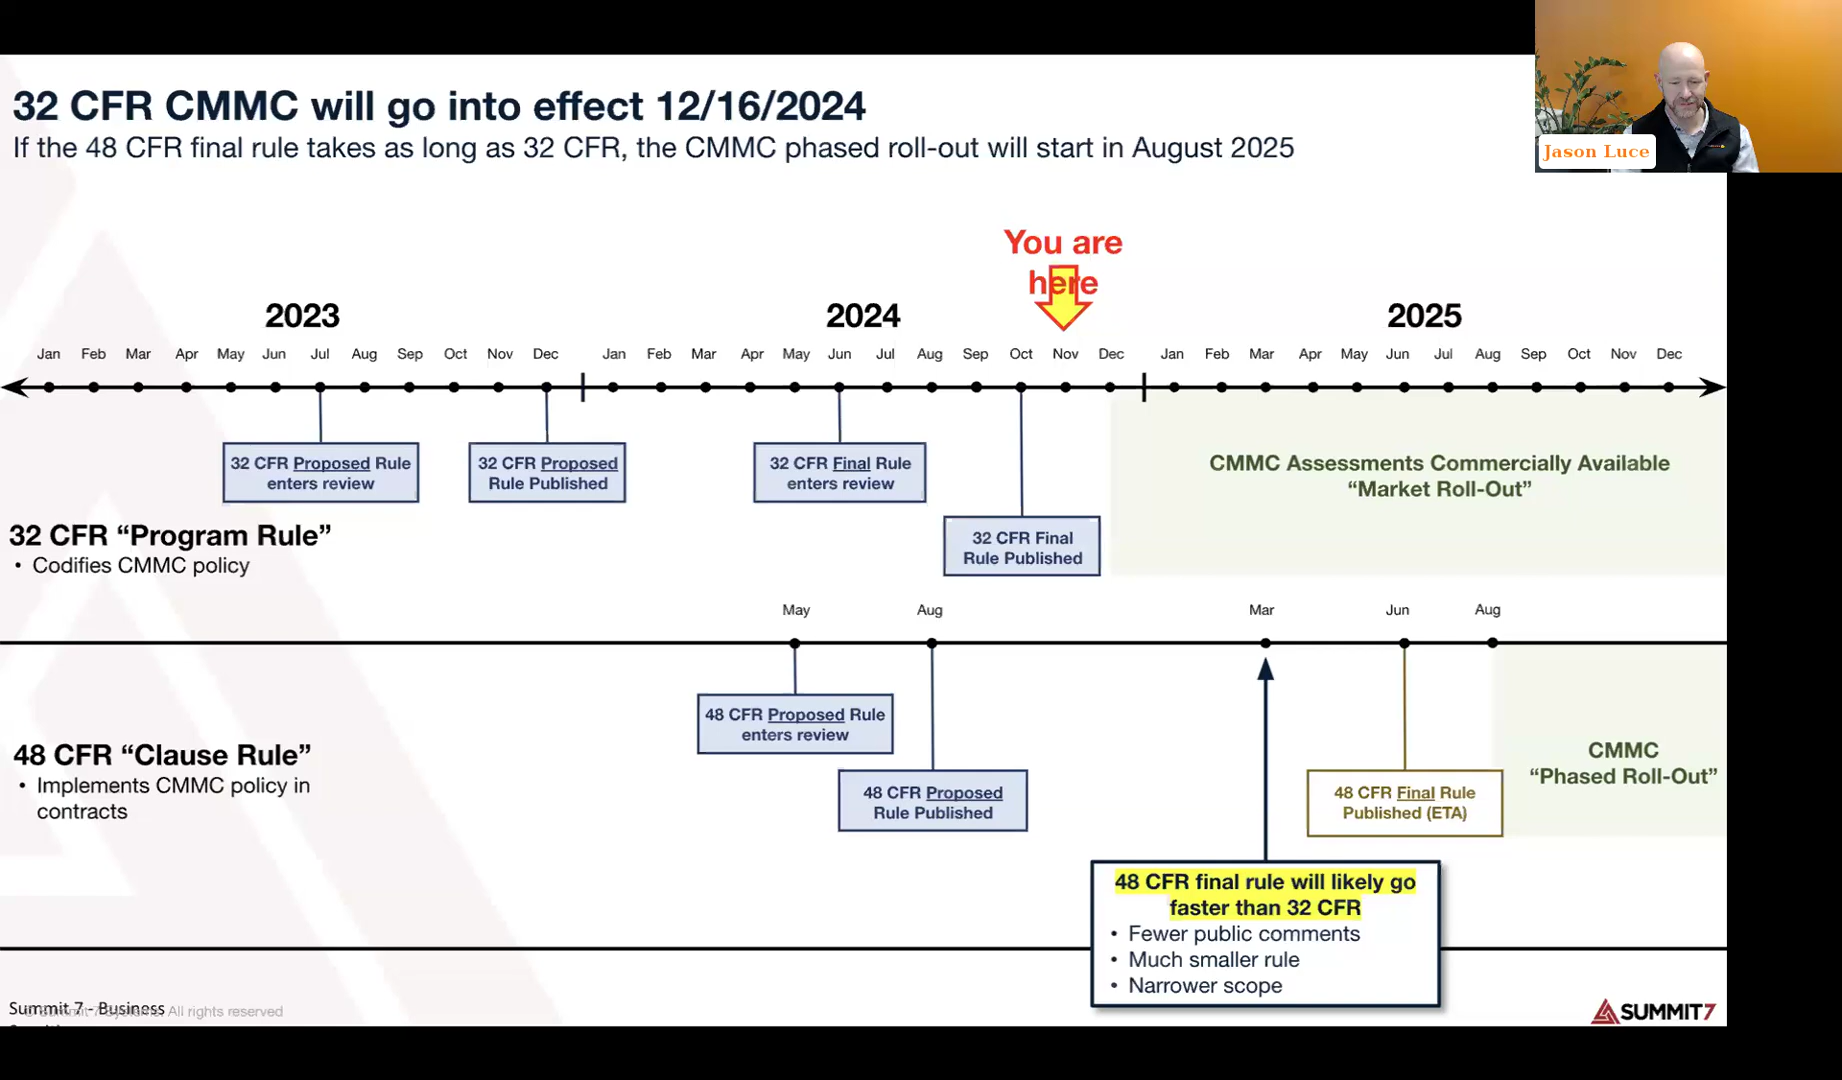 32 CFR CMMC will go into effect 12/16/2024
If the 48 CFR final rule takes as long as 32 CFR, the CMMC phased roll-out will start in August 2025
Jason Luce
You are
here
2023
2024
2025
Jan Feb Mar Apr May Jun Jul Aug Sep Oct Nov Dec Jan Feb Mar Apr May Jun Jul Aug Sep Oct Nov Dec Jan Feb Mar Apr May Jun Jul Aug Sep Oct Nov Dec
32 CFR Proposed Rule
enters review
32 CFR Proposed
Rule Published
32 CFR Final Rule
enters review
32 CFR Final
Rule Published
CMMC Assessments Commercially Available
“Market Roll-Out”
32 CFR “Program Rule”
• Codifies CMMC policy
May Aug Mar Jun Aug
48 CFR Proposed Rule
enters review
48 CFR Proposed
Rule Published
48 CFR Final Rule
Published (ETA)
CMMC
“Phased Roll-Out”
48 CFR “Clause Rule”
• Implements CMMC policy in
contracts
48 CFR final rule will likely go
faster than 32 CFR
• Fewer public comments
• Much smaller rule
• Narrower scope
Summit 7 - Business
© Summit 7 Systems. All rights reserved
SUMMIT7